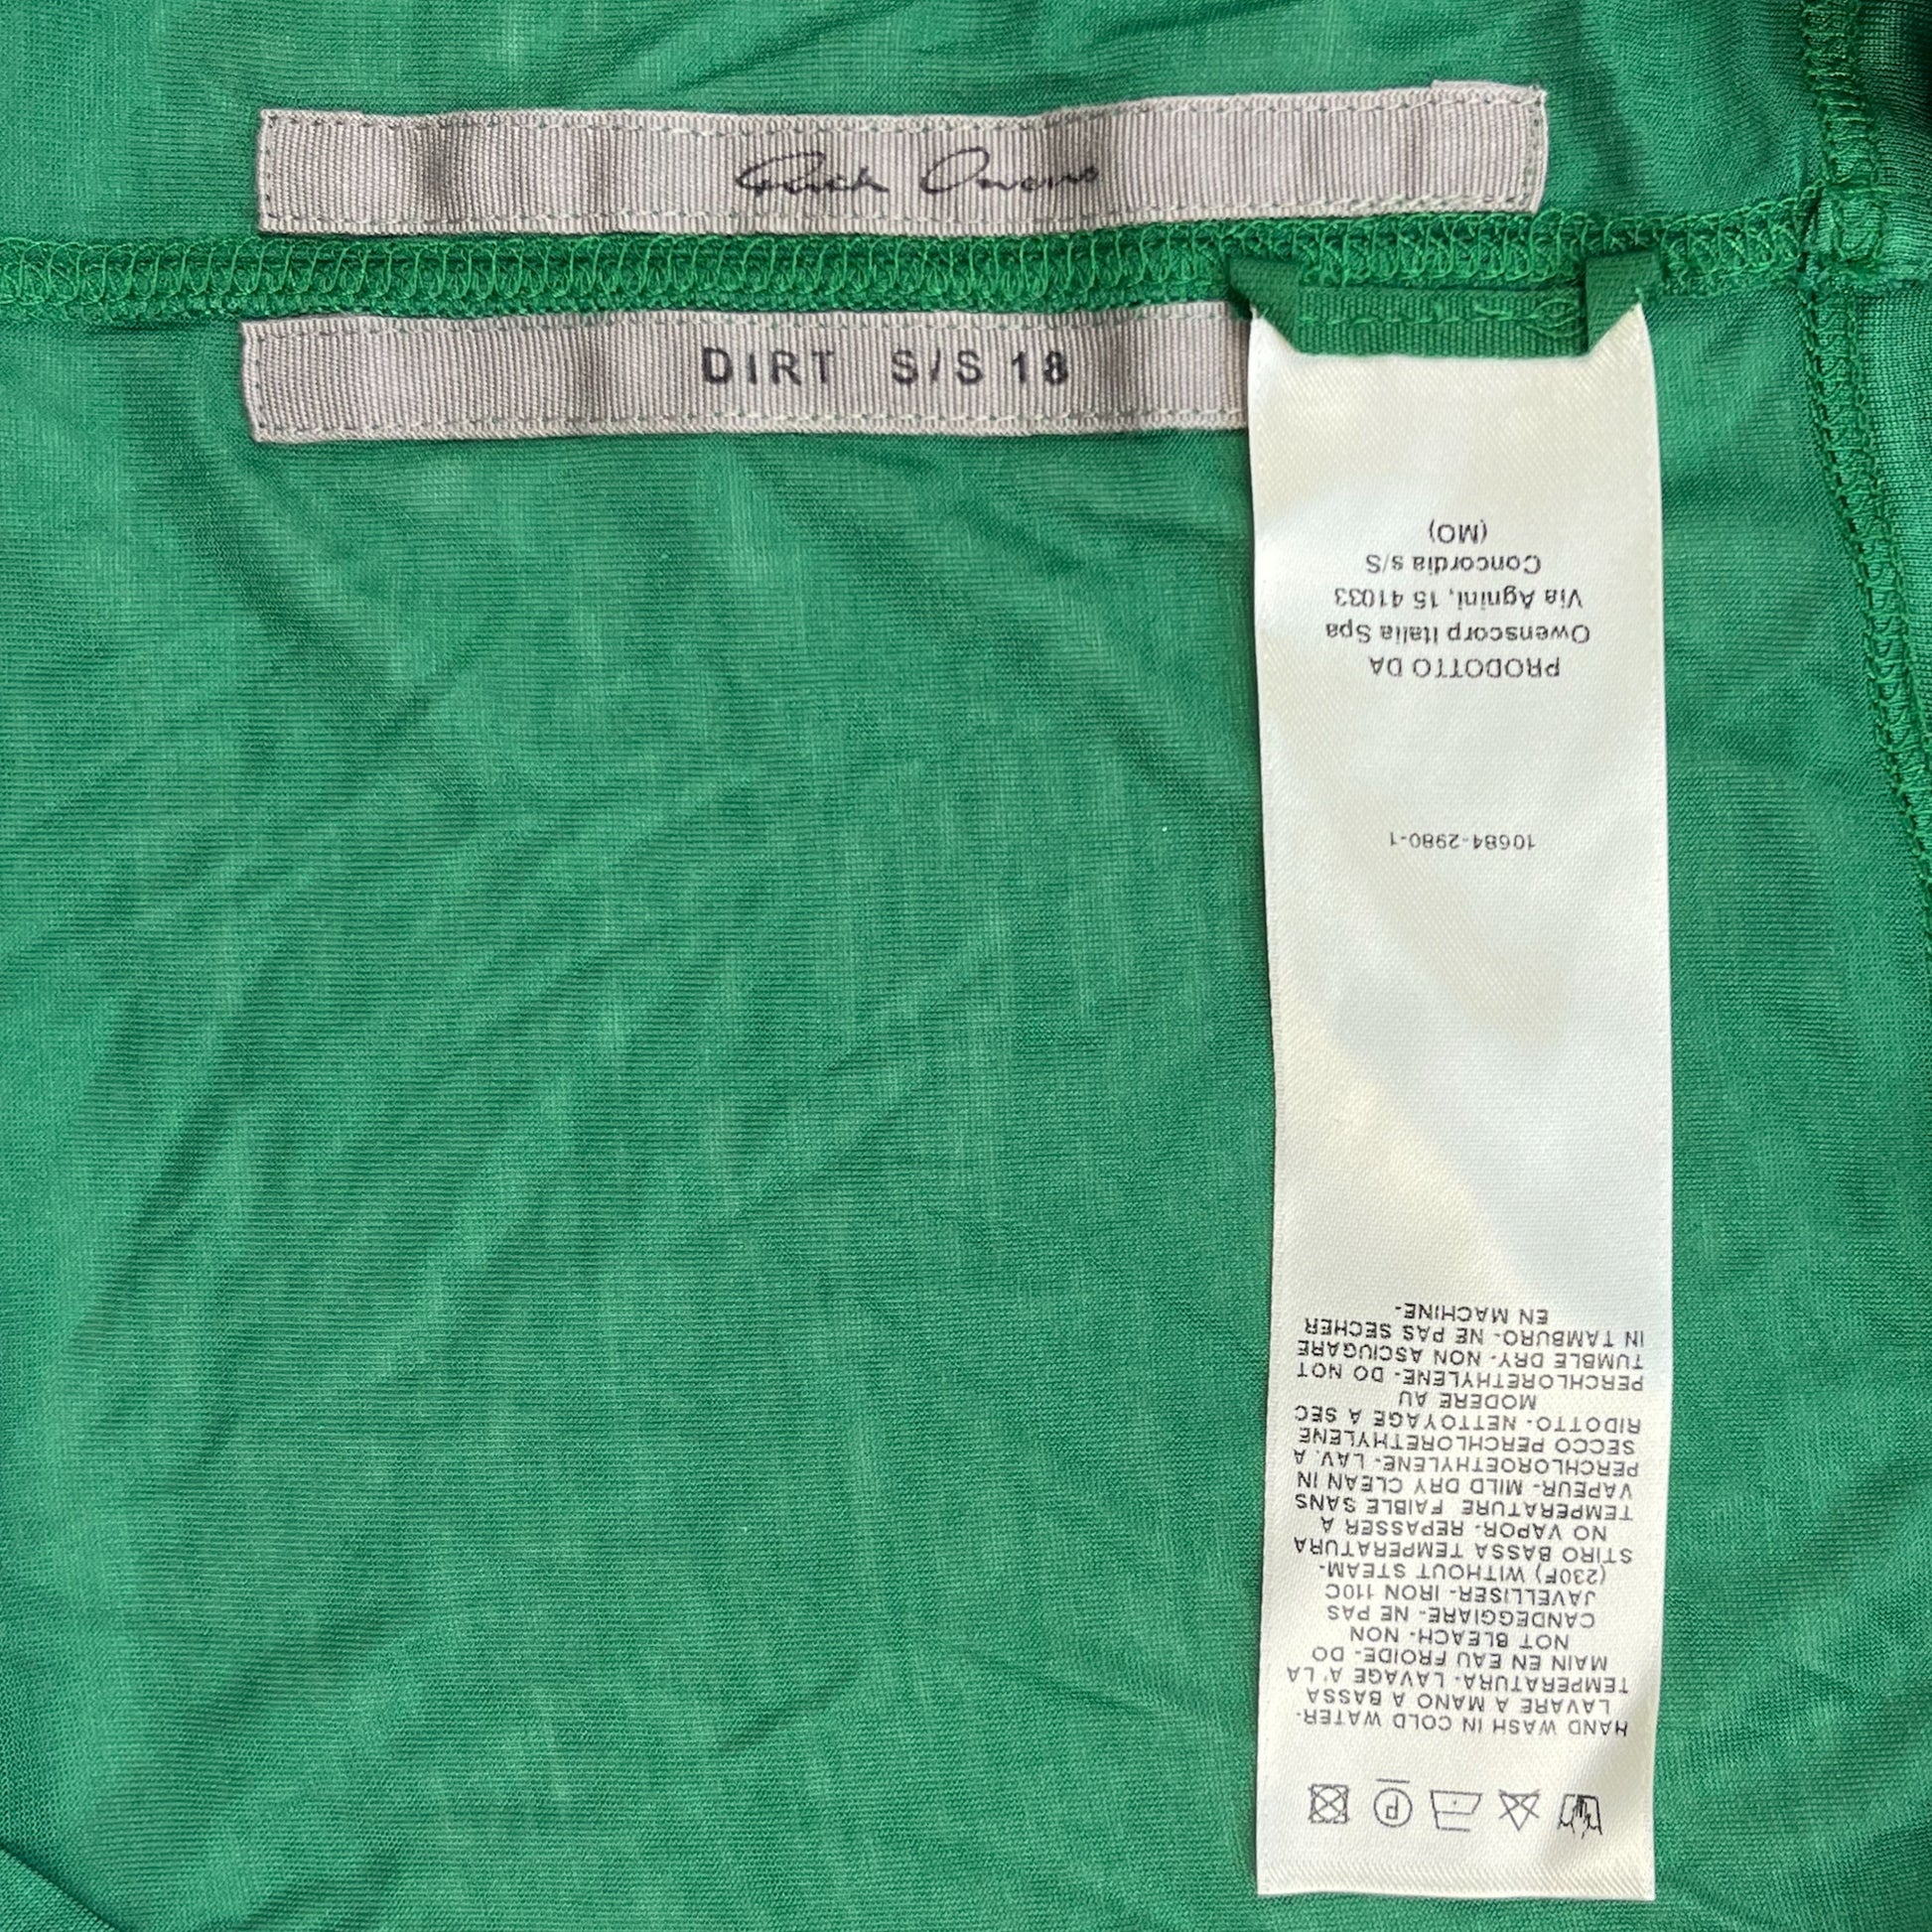 Rick Owens
DIRT S/S 18
HAND WASH IN COLD WATER-
LAVARE A MANO A BASSA
TEMPERATURA- LAVAGE A' LA
MAIN EN EAU FROIDE- DO
NOT BLEACH- NON
CANDEGGIARE- NE PAS
JAVELLISER- IRON 110C
(230F) WITHOUT STEAM-
STIRO BASSA TEMPERATURA
NO VAPOR- REPASSER A
TEMPERATURE FAIBLE SANS
VAPEUR- MILD DRY CLEAN IN
PERCHLOROETHYLENE- LAV. A
SECCO PERCHLORETHYLENE
RIDOTTO- NETTOYAGE A SEC
MODERE AU
PERCHLORETHYLENE- DO NOT
TUMBLE DRY- NON ASCIUGARE
IN TAMBURO- NE PAS SECHER
EN MACHINE-
10684-2980-1
PRODOTTO DA
Owenscorp Italia Spa
Via Agnini, 15 41033
Concordia s/S
(MO)